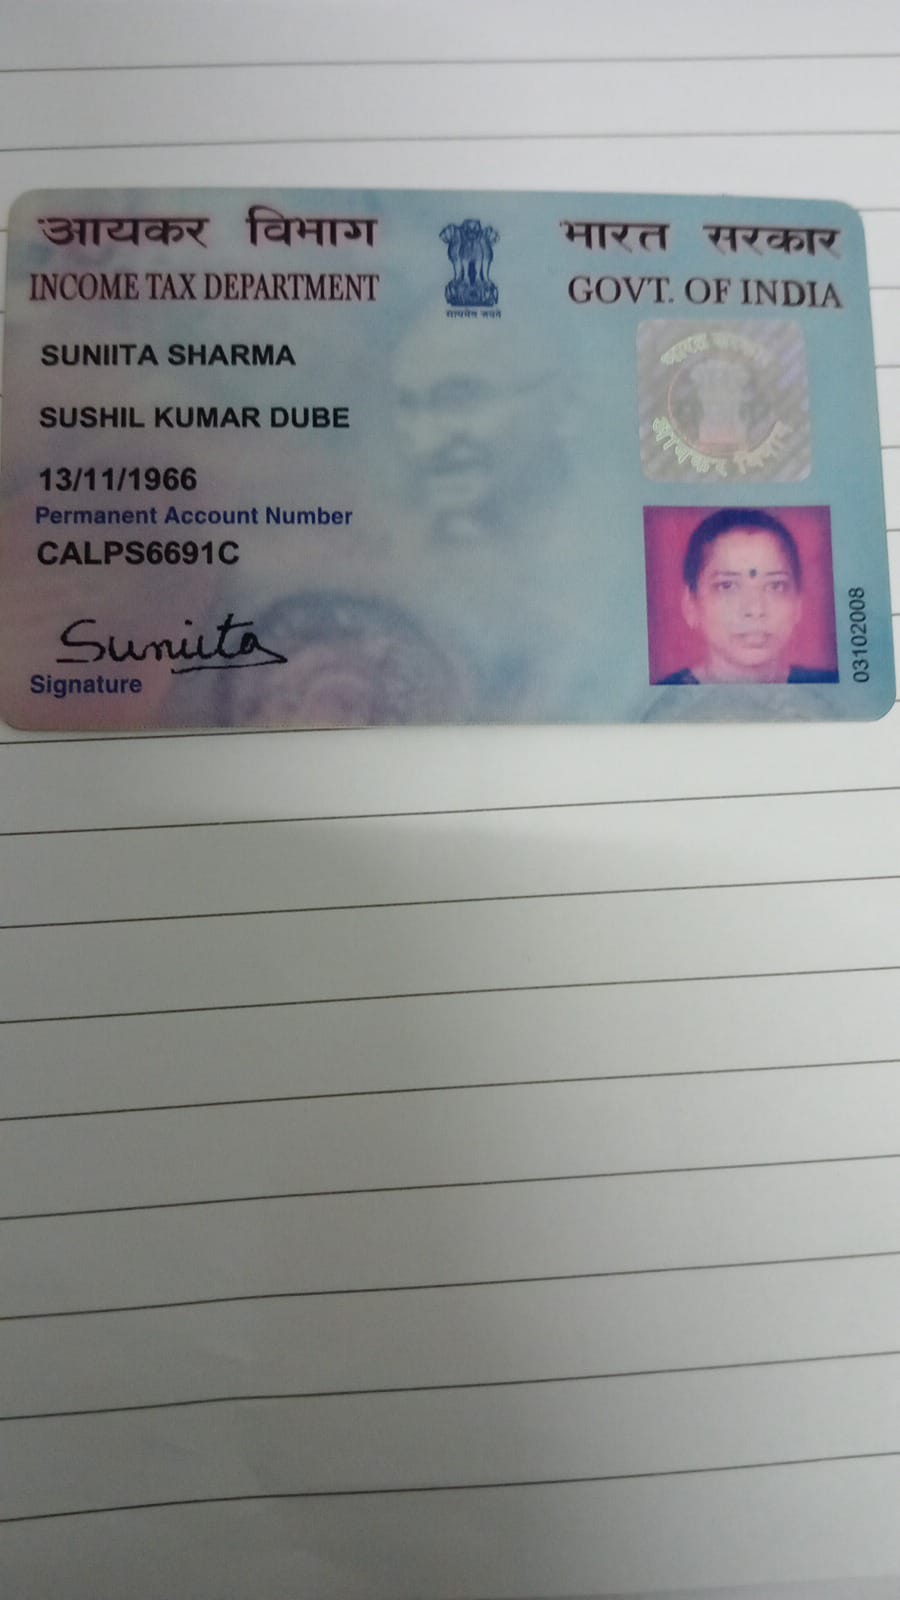 आयकर विभाग
INCOME TAX DEPARTMENT
सत्यमेव जयते
भारत सरकार
GOVT. OF INDIA
SUNIITA SHARMA
SUSHIL KUMAR DUBE
13/11/1966
Permanent Account Number
CALPS6691C
Suniita
Signature
भारत सरकार
आयकर विभाग
03102008